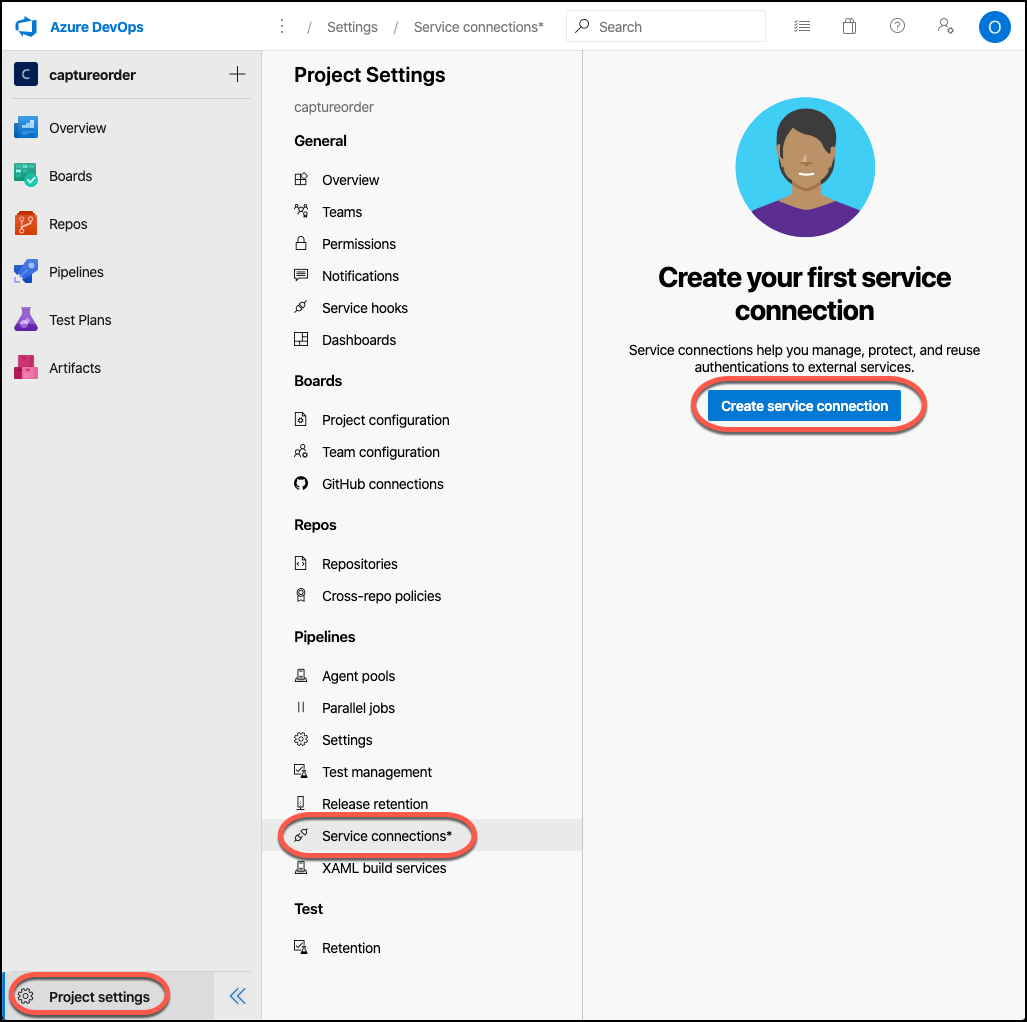 Azure DevOps
/ Settings / Service connections*
Search
O
C captureorder
Overview
Boards
Repos
Pipelines
Test Plans
Artifacts
Project settings
Project Settings
captureorder
General
Overview
Teams
Permissions
Notifications
Service hooks
Dashboards
Boards
Project configuration
Team configuration
GitHub connections
Repos
Repositories
Cross-repo policies
Pipelines
Agent pools
Parallel jobs
Settings
Test management
Release retention
Service connections*
XAML build services
Test
Retention
Create your first service
connection
Service connections help you manage, protect, and reuse
authentications to external services.
Create service connection